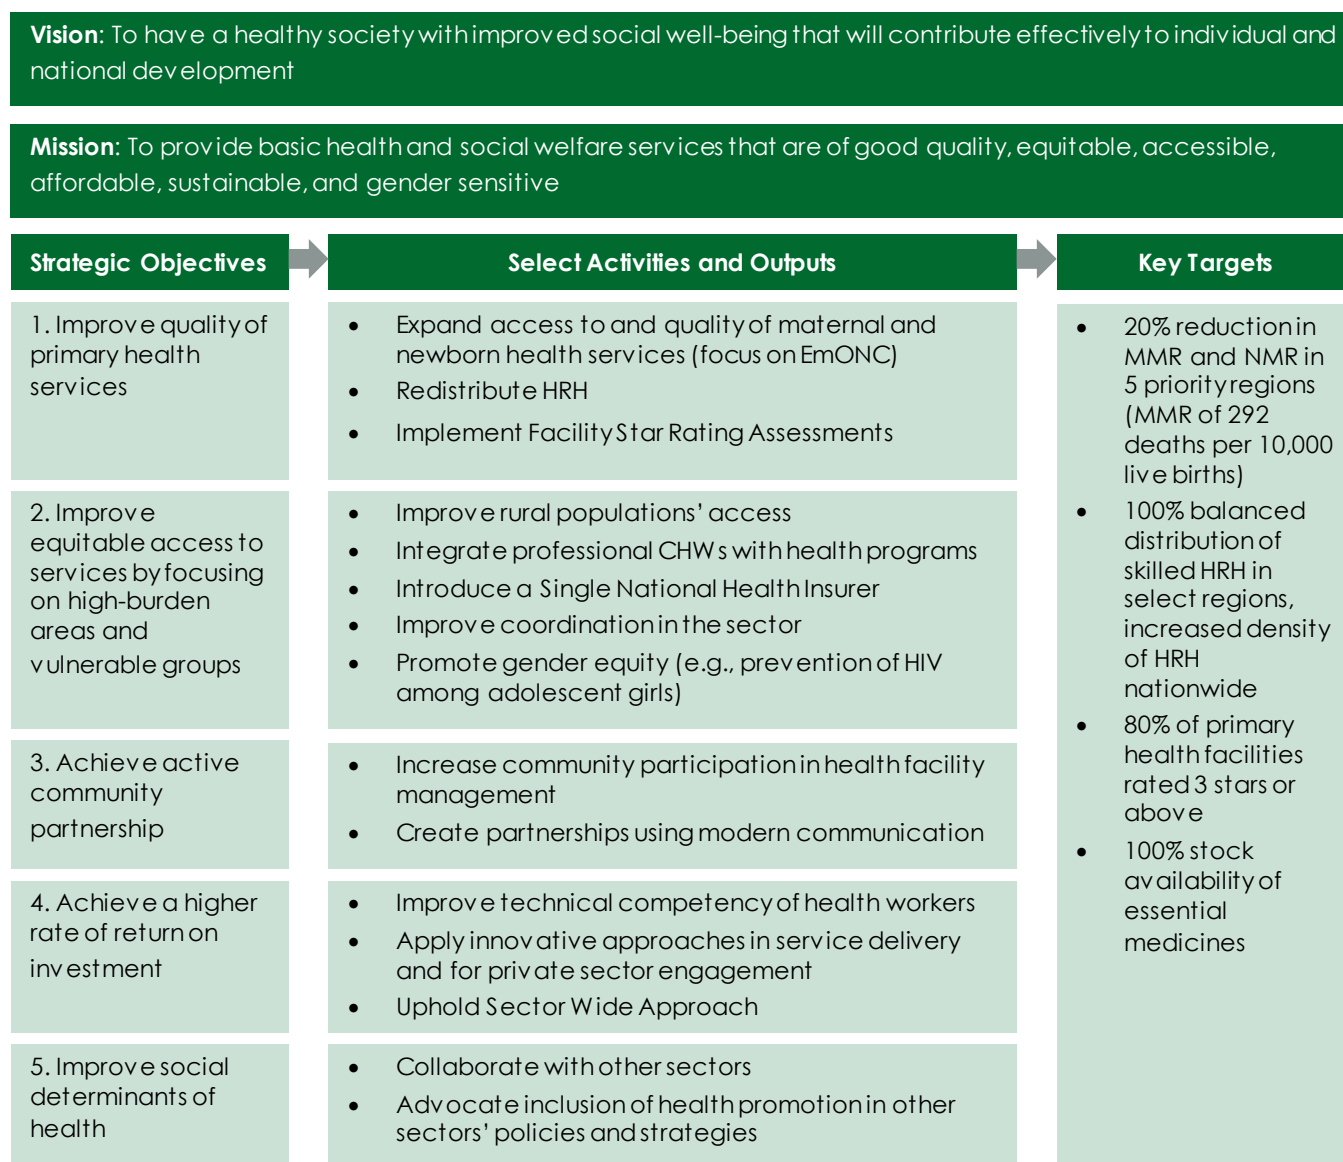 Vision: To have a healthy society with improved social well-being that will contribute effectively to individual and
national development
Mission: To provide basic health and social welfare services that are of good quality, equitable, accessible,
affordable, sustainable, and gender sensitive
Strategic Objectives
Select Activities and Outputs
Key Targets
1. Improve quality of
primary health
services
• Expand access to and quality of maternal and
newborn health services (focus on EmONC)
• Redistribute HRH
• Implement Facility Star Rating Assessments
2. Improve
equitable access to
services by focusing
on high-burden
areas and
vulnerable groups
• Improve rural populations' access
• Integrate professional CHWs with health programs
• Introduce a Single National Health Insurer
• Improve coordination in the sector
• Promote gender equity (e.g., prevention of HIV
among adolescent girls)
3. Achieve active
community
partnership
• Increase community participation in health facility
management
• Create partnerships using modern communication
4. Achieve a higher
rate of return on
investment
• Improve technical competency of health workers
• Apply innovative approaches in service delivery
and for private sector engagement
• Uphold Sector Wide Approach
5. Improve social
determinants of
health
• Collaborate with other sectors
• Advocate inclusion of health promotion in other
sectors' policies and strategies
• 20% reduction in
MMR and NMR in
5 priority regions
(MMR of 292
deaths per 10,000
live births)
• 100% balanced
distribution of
skilled HRH in
select regions,
increased density
of HRH
nationwide
• 80% of primary
health facilities
rated 3 stars or
above
• 100% stock
availability of
essential
medicines